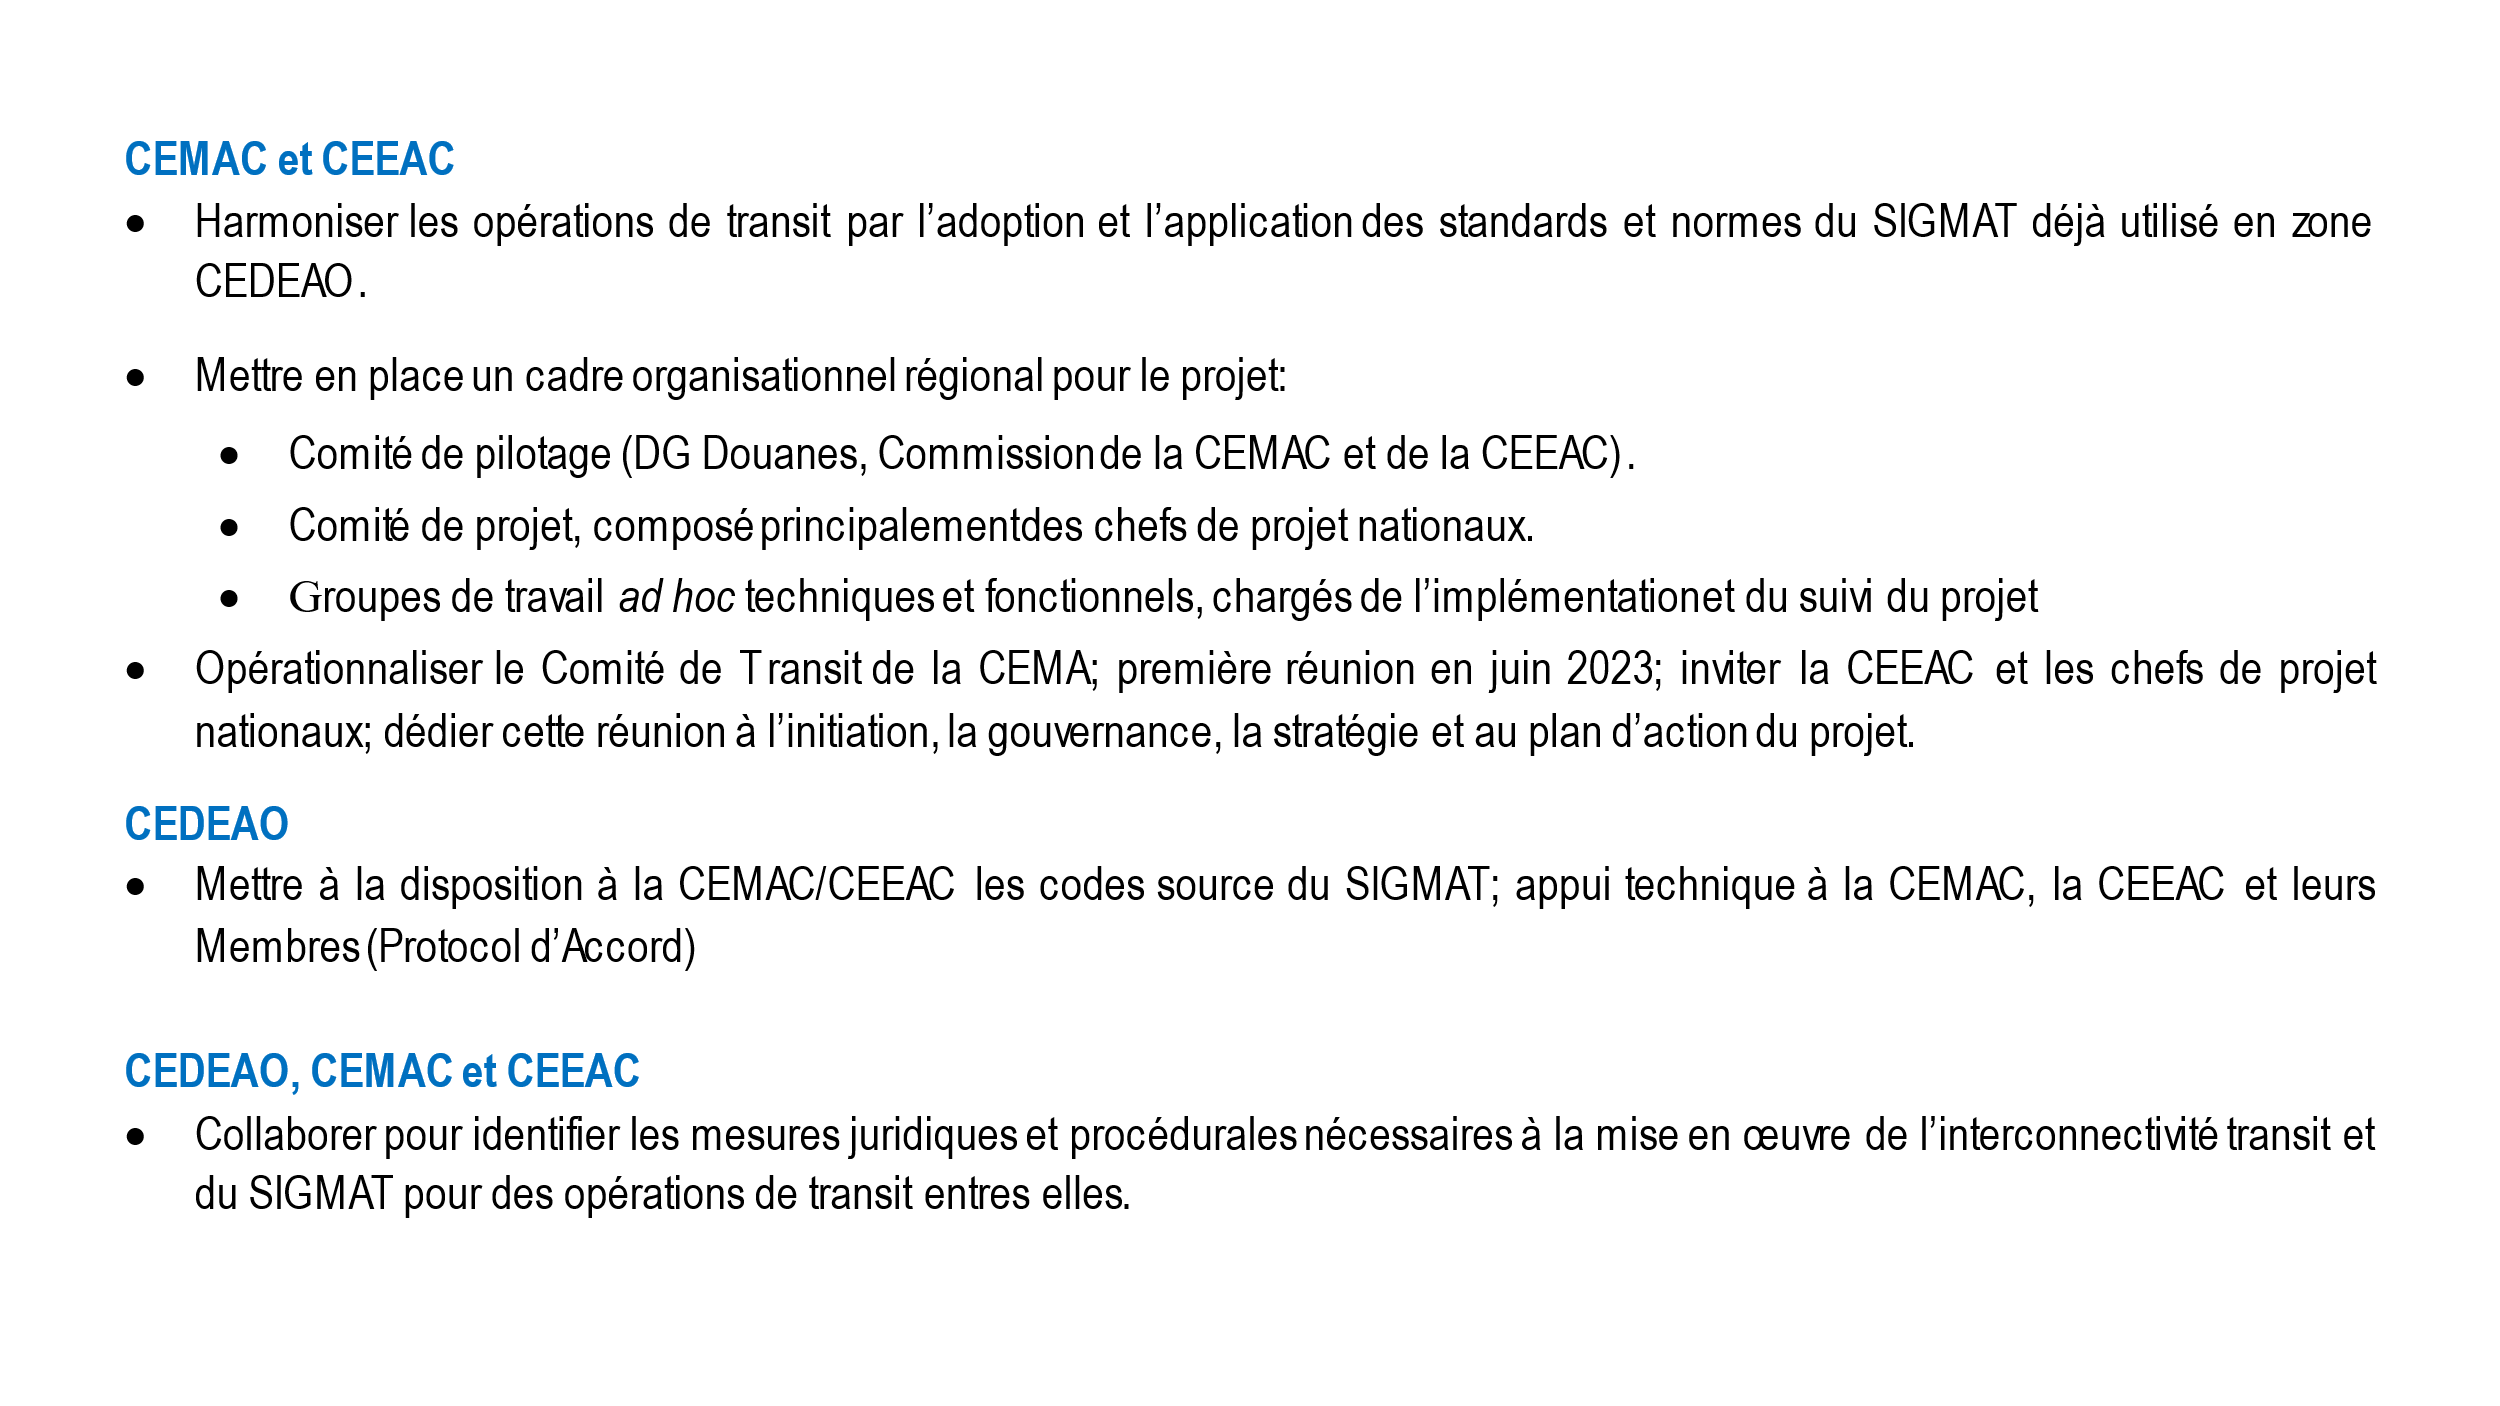 CEMAC et CEEAC
• Harmoniser les opérations de transit par l’adoption et l’application des standards et normes du SIGMAT déjà utilisé en zone
CEDEAO.
• Mettre en place un cadre organisationnel régional pour le projet:
• Comité de pilotage (DG Douanes, Commission de la CEMAC et de la CEEAC).
• Comité de projet, composé principalement des chefs de projet nationaux.
• Groupes de travail ad hoc techniques et fonctionnels, chargés de l’implémentation et du suivi du projet
• Opérationnaliser le Comité de Transit de la CEMA; première réunion en juin 2023; inviter la CEEAC et les chefs de projet
nationaux; dédier cette réunion à l’initiation, la gouvernance, la stratégie et au plan d’action du projet.
CEDEAO
• Mettre à la disposition à la CEMAC/CEEAC les codes source du SIGMAT; appui technique à la CEMAC, la CEEAC et leurs
Membres (Protocol d’Accord)
CEDEAO, CEMAC et CEEAC
• Collaborer pour identifier les mesures juridiques et procédurales nécessaires à la mise en œuvre de l’interconnectivité transit et
du SIGMAT pour des opérations de transit entres elles.